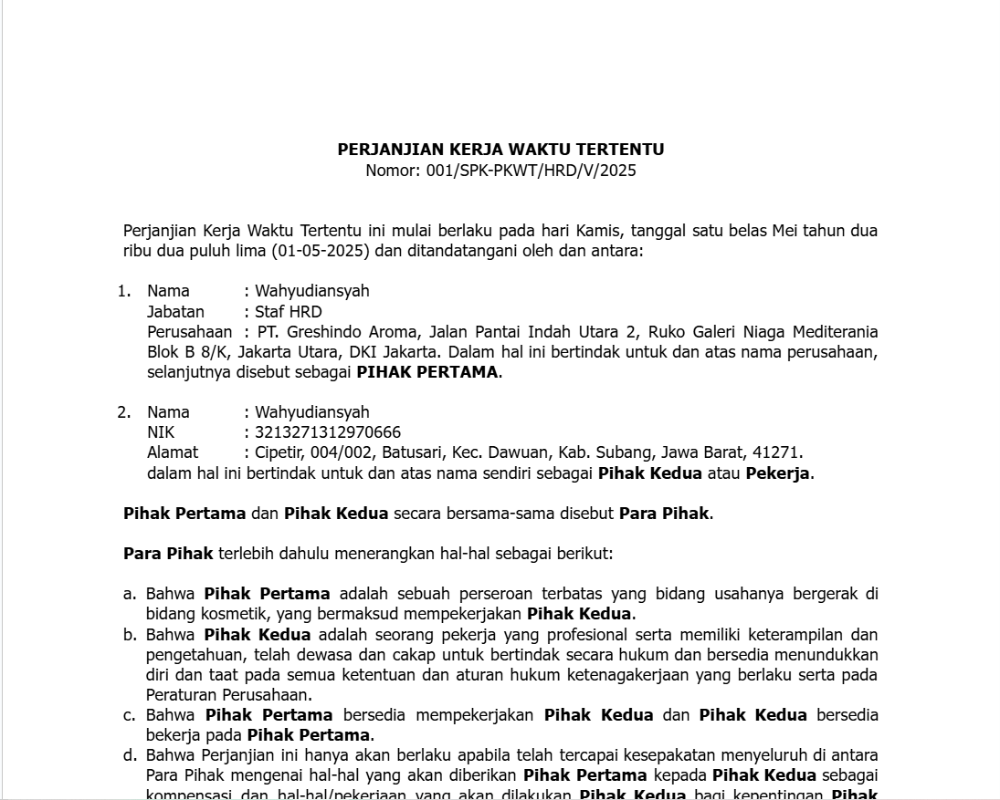 PERJANJIAN KERJA WAKTU TERTENTU
Nomor: 001/SPK-PKWT/HRD/V/2025
Perjanjian Kerja Waktu Tertentu ini mulai berlaku pada hari Kamis, tanggal satu belas Mei tahun dua
ribu dua puluh lima (01-05-2025) dan ditandatangani oleh dan antara:
1. Nama : Wahyudiansyah
Jabatan : Staf HRD
Perusahaan : PT. Greshindo Aroma, Jalan Pantai Indah Utara 2, Ruko Galeri Niaga Mediterania
Blok B 8/K, Jakarta Utara, DKI Jakarta. Dalam hal ini bertindak untuk dan atas nama perusahaan,
selanjutnya disebut sebagai PIHAK PERTAMA.
2. Nama : Wahyudiansyah
NIK : 3213271312970666
Alamat : Cipetir, 004/002, Batusari, Kec. Dawuan, Kab. Subang, Jawa Barat, 41271.
dalam hal ini bertindak untuk dan atas nama sendiri sebagai Pihak Kedua atau Pekerja.
Pihak Pertama dan Pihak Kedua secara bersama-sama disebut Para Pihak.
Para Pihak terlebih dahulu menerangkan hal-hal sebagai berikut:
a. Bahwa Pihak Pertama adalah sebuah perseroan terbatas yang bidang usahanya bergerak di
bidang kosmetik, yang bermaksud mempekerjakan Pihak Kedua.
b. Bahwa Pihak Kedua adalah seorang pekerja yang profesional serta memiliki keterampilan dan
pengetahuan, telah dewasa dan cakap untuk bertindak secara hukum dan bersedia menundukkan
diri dan taat pada semua ketentuan dan aturan hukum ketenagakerjaan yang berlaku serta pada
Peraturan Perusahaan.
c. Bahwa Pihak Pertama bersedia mempekerjakan Pihak Kedua dan Pihak Kedua bersedia
bekerja pada Pihak Pertama.
d. Bahwa Perjanjian ini hanya akan berlaku apabila telah tercapai kesepakatan menyeluruh di antara
Para Pihak mengenai hal-hal yang akan diberikan Pihak Pertama kepada Pihak Kedua sebagai
kompensasi dan hal-hal/pekerjaan yang akan dilakukan Pihak Kedua bagi kepentingan Pihak